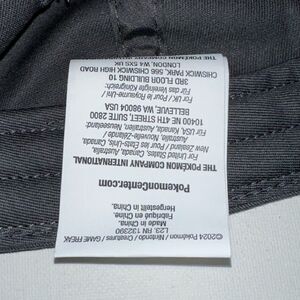 ©2024 Pokémon/Nintendo/Creatures/GAME FREAK
L23, RN 132390
Made in China.
Fabriqué en Chine.
Hergestellt in China.
PokemonCenter.com
THE POKÉMON COMPANY INTERNATIONAL
For United States, Canada, Australia,
New Zealand / Pour les États-Unis, Canada,
Australie, Nouvelle-Zélande / Für
USA, Kanada, Australien, Neuseeland:
10400 NE 4TH STREET, SUITE 2800
BELLEVUE, WA 98004 USA
For UK / Pour le Royaume-Uni /
Für das Vereinigte Königreich:
3RD FLOOR BUILDING 10
CHISWICK PARK, 566 CHISWICK HIGH ROAD
LONDON, W4 5XS UK